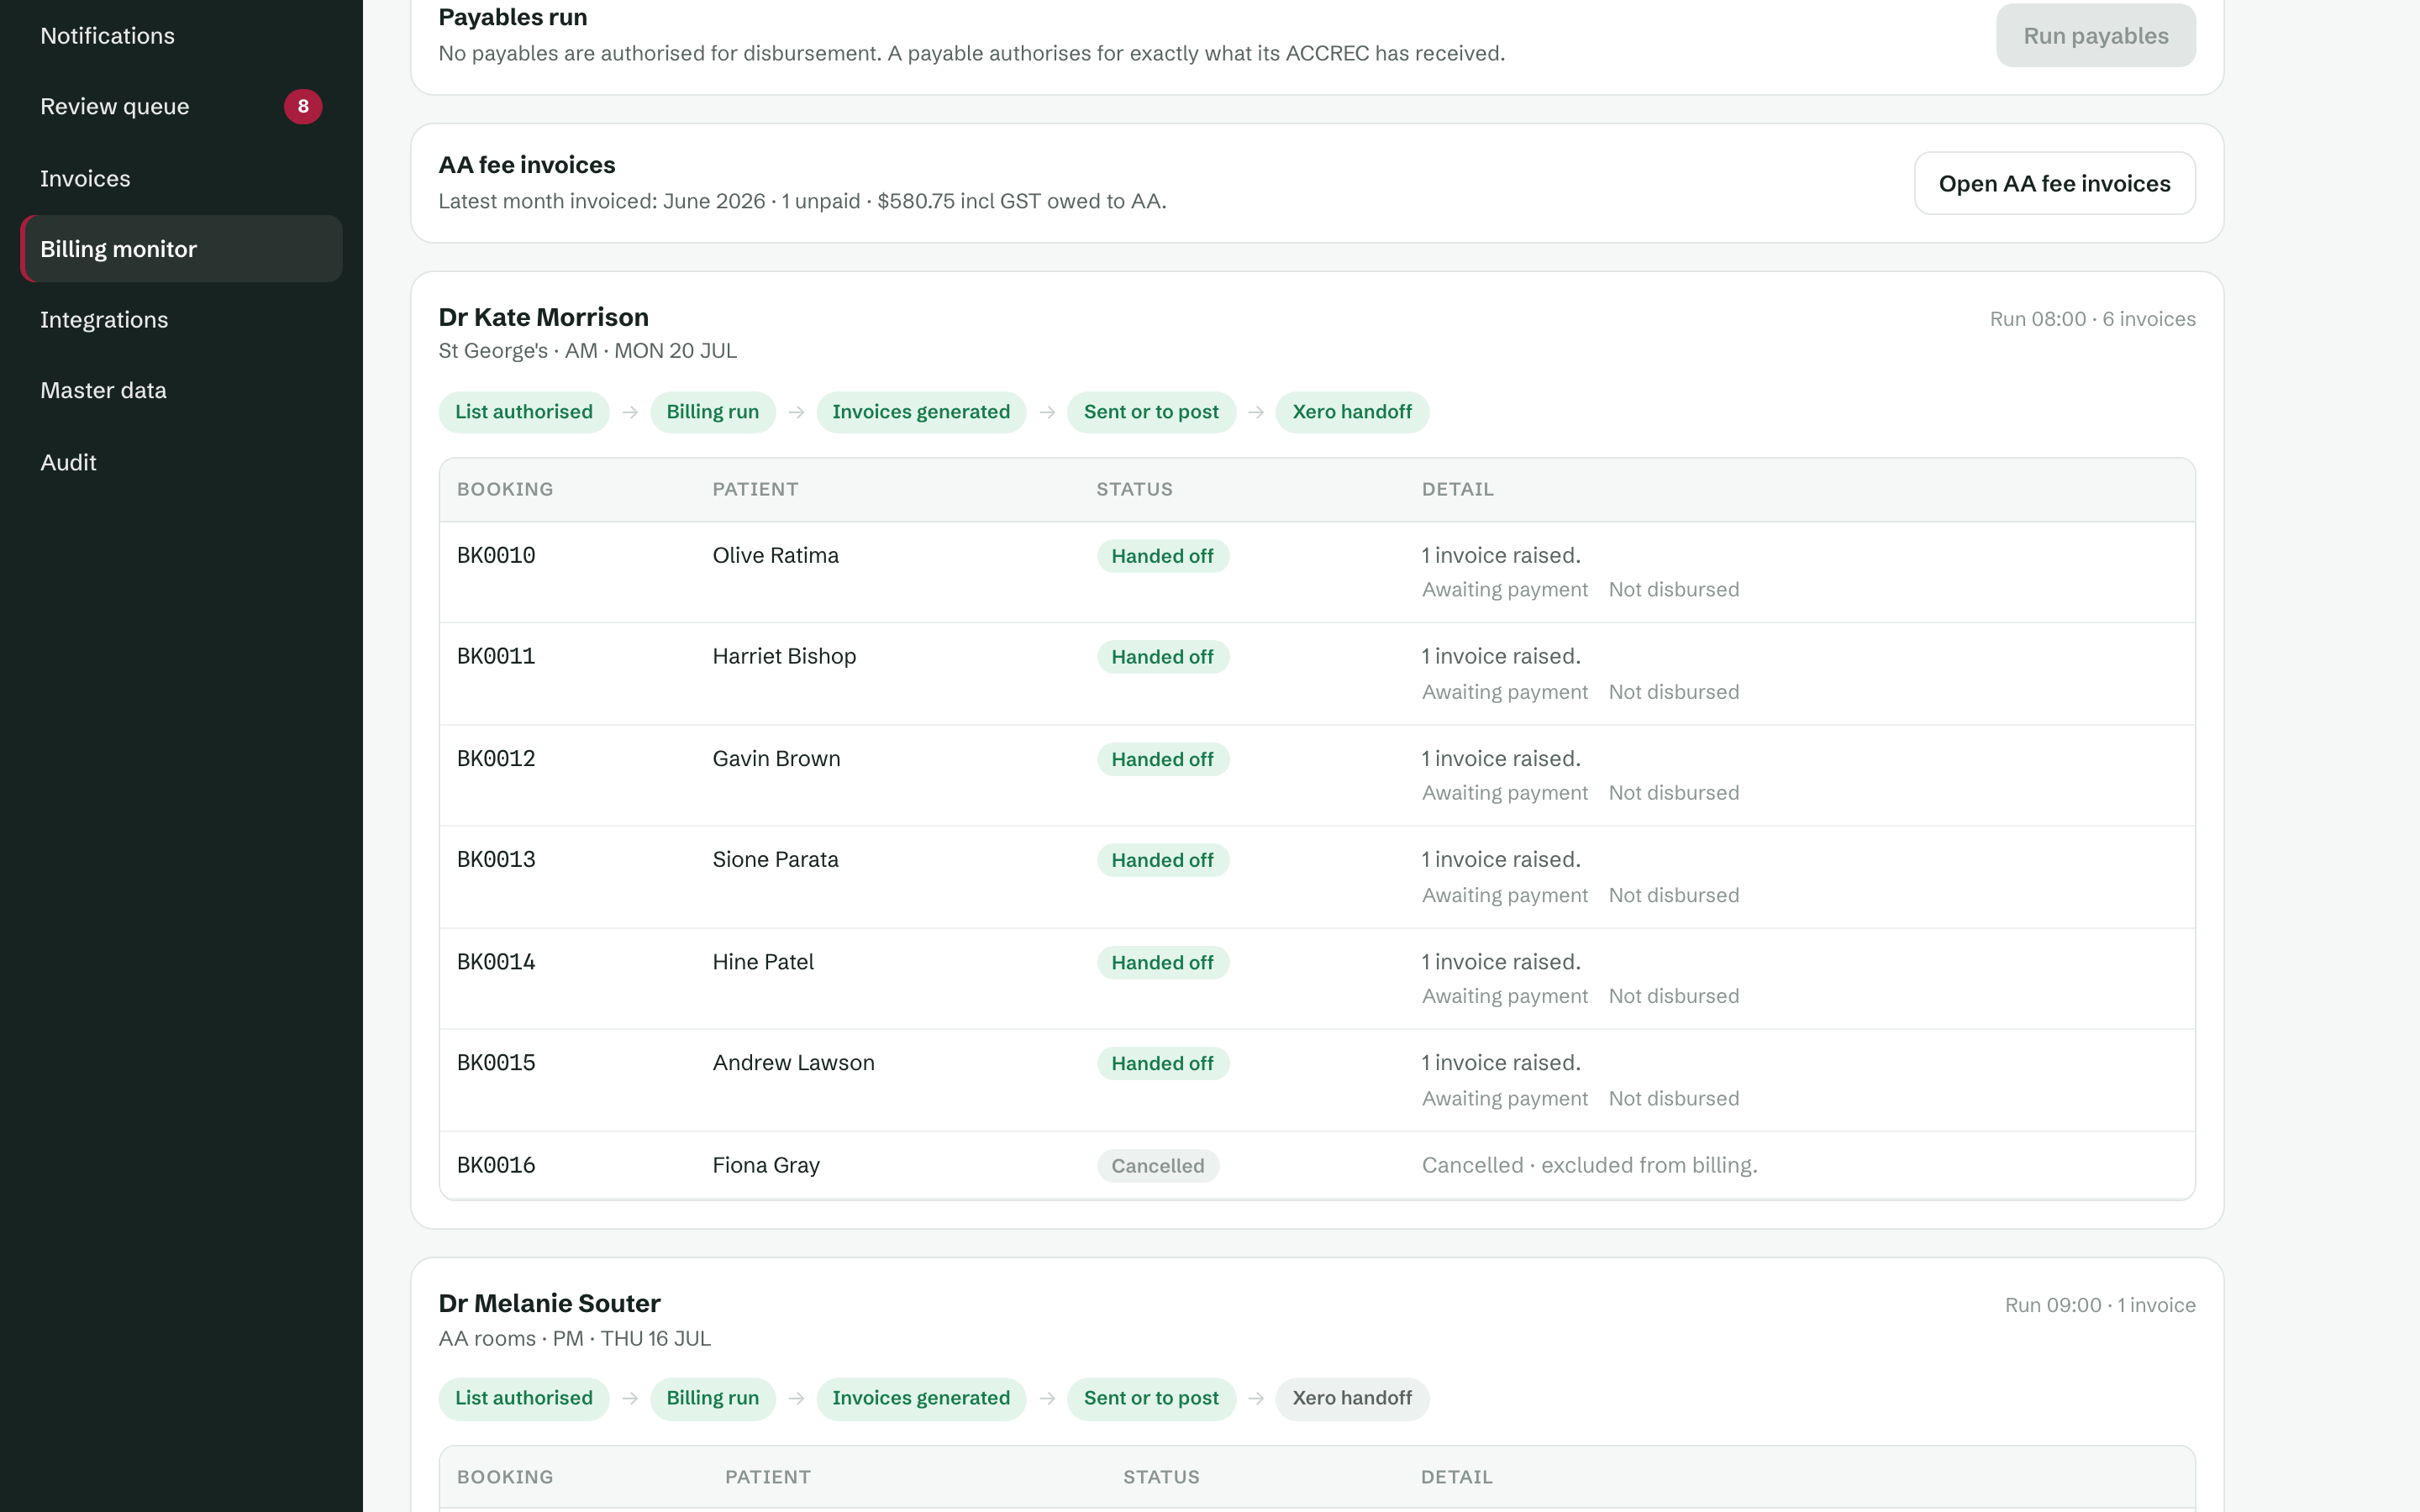 Notifications
Review queue 8
Invoices
Billing monitor
Integrations
Master data
Audit
Payables run
No payables are authorised for disbursement. A payable authorises for exactly what its ACCREC has received.
Run payables
AA fee invoices
Latest month invoiced: June 2026 · 1 unpaid · $580.75 incl GST owed to AA.
Open AA fee invoices
Dr Kate Morrison
Run 08:00 · 6 invoices
St George's · AM · MON 20 JUL
List authorised → Billing run → Invoices generated → Sent or to post → Xero handoff
BOOKING PATIENT STATUS DETAIL
BK0010 Olive Ratima Handed off 1 invoice raised.
Awaiting payment Not disbursed
BK0011 Harriet Bishop Handed off 1 invoice raised.
Awaiting payment Not disbursed
BK0012 Gavin Brown Handed off 1 invoice raised.
Awaiting payment Not disbursed
BK0013 Sione Parata Handed off 1 invoice raised.
Awaiting payment Not disbursed
BK0014 Hine Patel Handed off 1 invoice raised.
Awaiting payment Not disbursed
BK0015 Andrew Lawson Handed off 1 invoice raised.
Awaiting payment Not disbursed
BK0016 Fiona Gray Cancelled Cancelled · excluded from billing.
Dr Melanie Souter
Run 09:00 · 1 invoice
AA rooms · PM · THU 16 JUL
List authorised → Billing run → Invoices generated → Sent or to post → Xero handoff
BOOKING PATIENT STATUS DETAIL